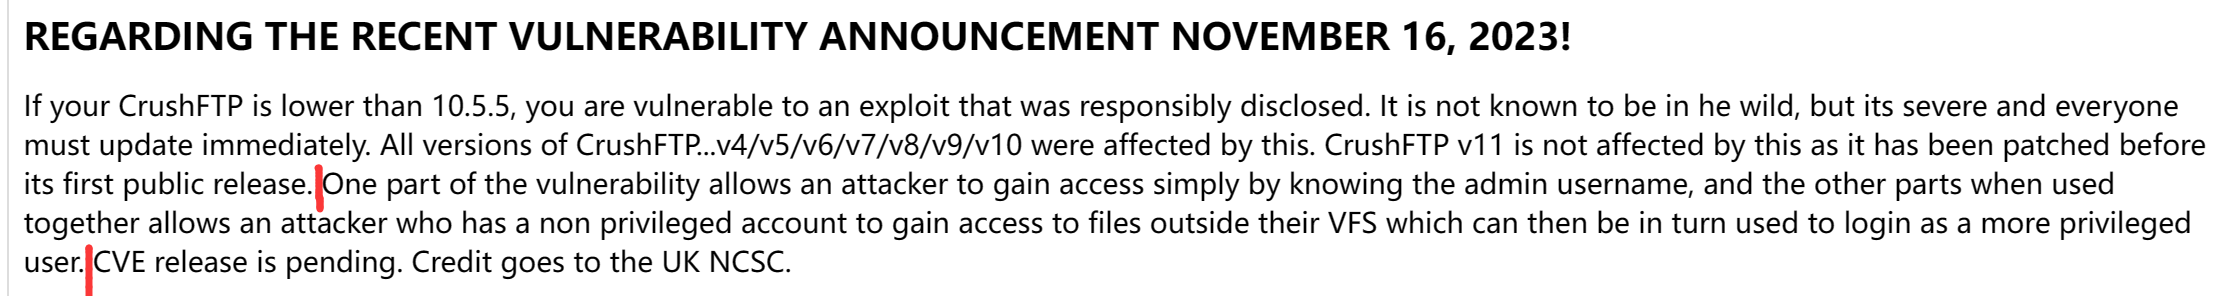 REGARDING THE RECENT VULNERABILITY ANNOUNCEMENT NOVEMBER 16, 2023!
If your CrushFTP is lower than 10.5.5, you are vulnerable to an exploit that was responsibly disclosed. It is not known to be in he wild, but its severe and everyone
must update immediately. All versions of CrushFTP...v4/v5/v6/v7/v8/v9/v10 were affected by this. CrushFTP v11 is not affected by this as it has been patched before
its first public release. One part of the vulnerability allows an attacker to gain access simply by knowing the admin username, and the other parts when used
together allows an attacker who has a non privileged account to gain access to files outside their VFS which can then be in turn used to login as a more privileged
user. CVE release is pending. Credit goes to the UK NCSC.